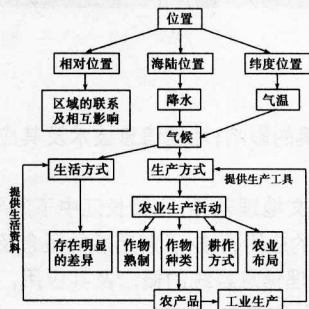 位置
相对位置
海陆位置
纬度位置
区域的联系
及相互影响
降水
气温
气候
生活方式
生产方式
提供生产工具
提供生活资料
农业生产活动
存在明显
的差异
作物
熟制
作物
种类
耕作
方式
农业
布局
农产品
工业生产